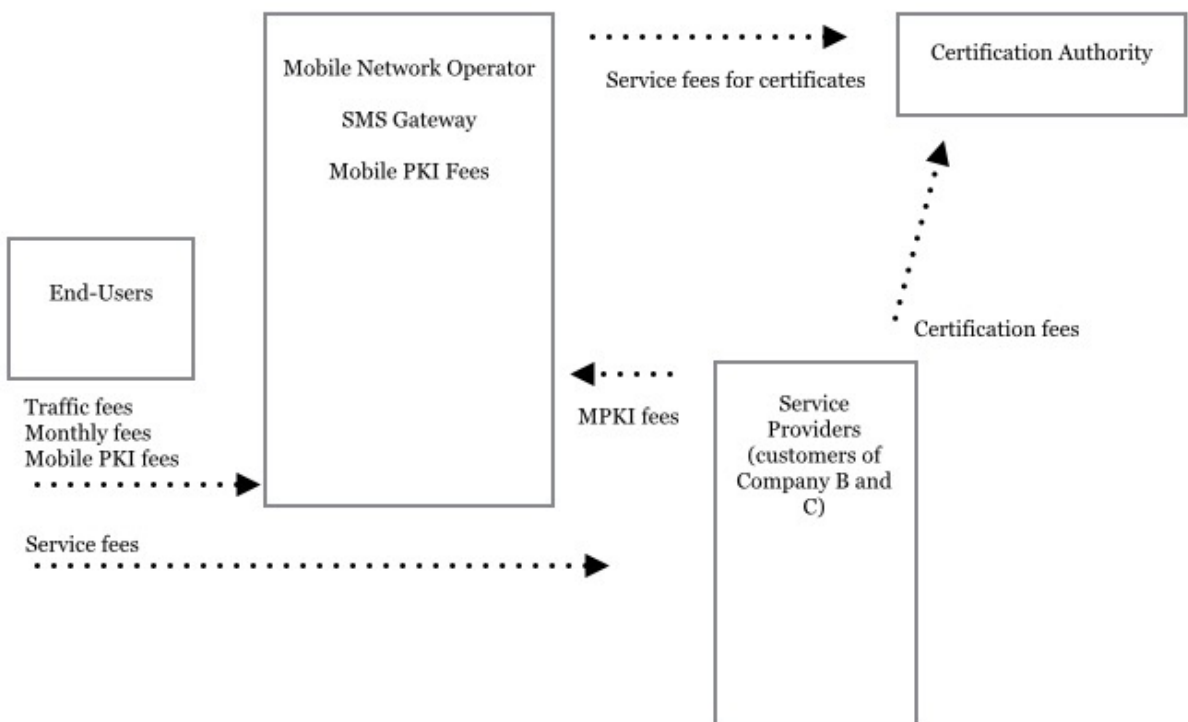 Mobile Network Operator
SMS Gateway
Mobile PKI Fees
Service fees for certificates
Certification Authority
End-Users
Traffic fees
Monthly fees
Mobile PKI fees
Service fees
MPKI fees
Certification fees
Service
Providers
(customers of
Company B and
C)